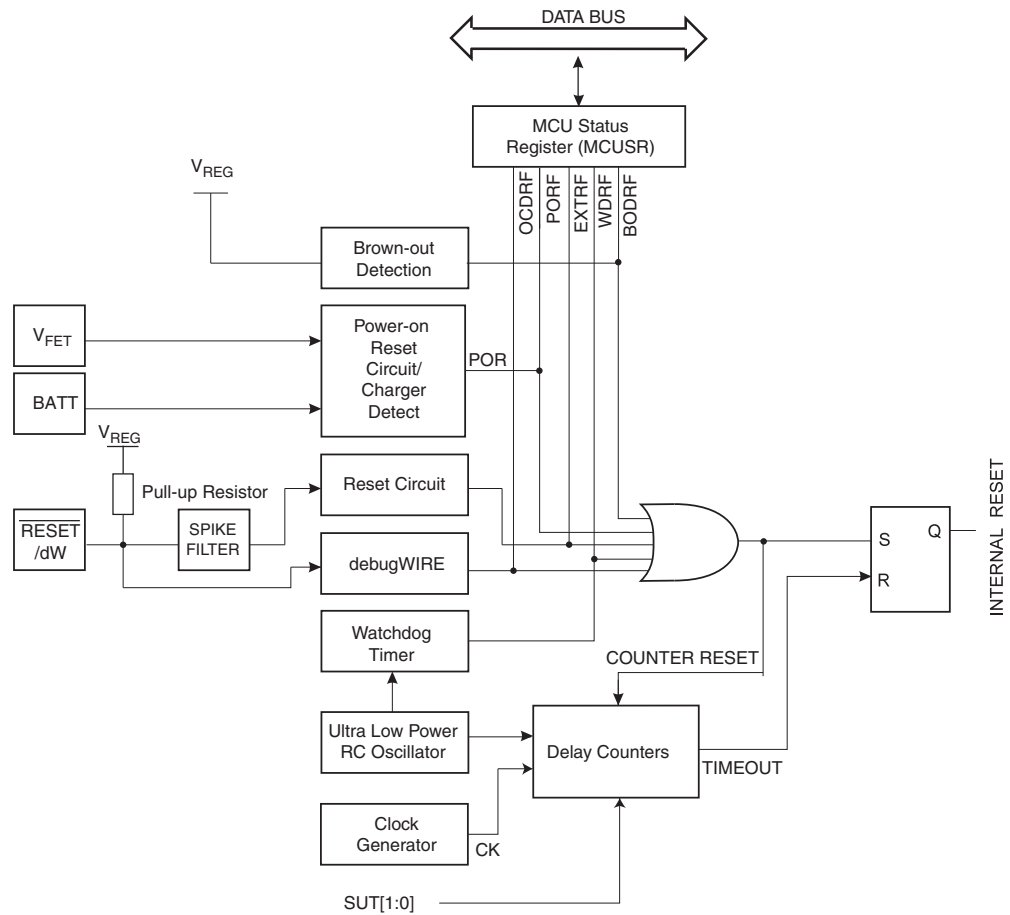 DATA BUS
MCU Status
Register (MCUSR)
OCDRF
PORF
EXTRF
WDRF
BODRF
VREG
Brown-out
Detection
VFET
BATT
Power-on
Reset
Circuit/
Charger
Detect
POR
VREG
Pull-up Resistor
RESET
/dW
SPIKE
FILTER
Reset Circuit
debugWIRE
Watchdog
Timer
Ultra Low Power
RC Oscillator
Clock
Generator
CK
SUT[1:0]
COUNTER RESET
Delay Counters
TIMEOUT
S
R
Q
INTERNAL RESET